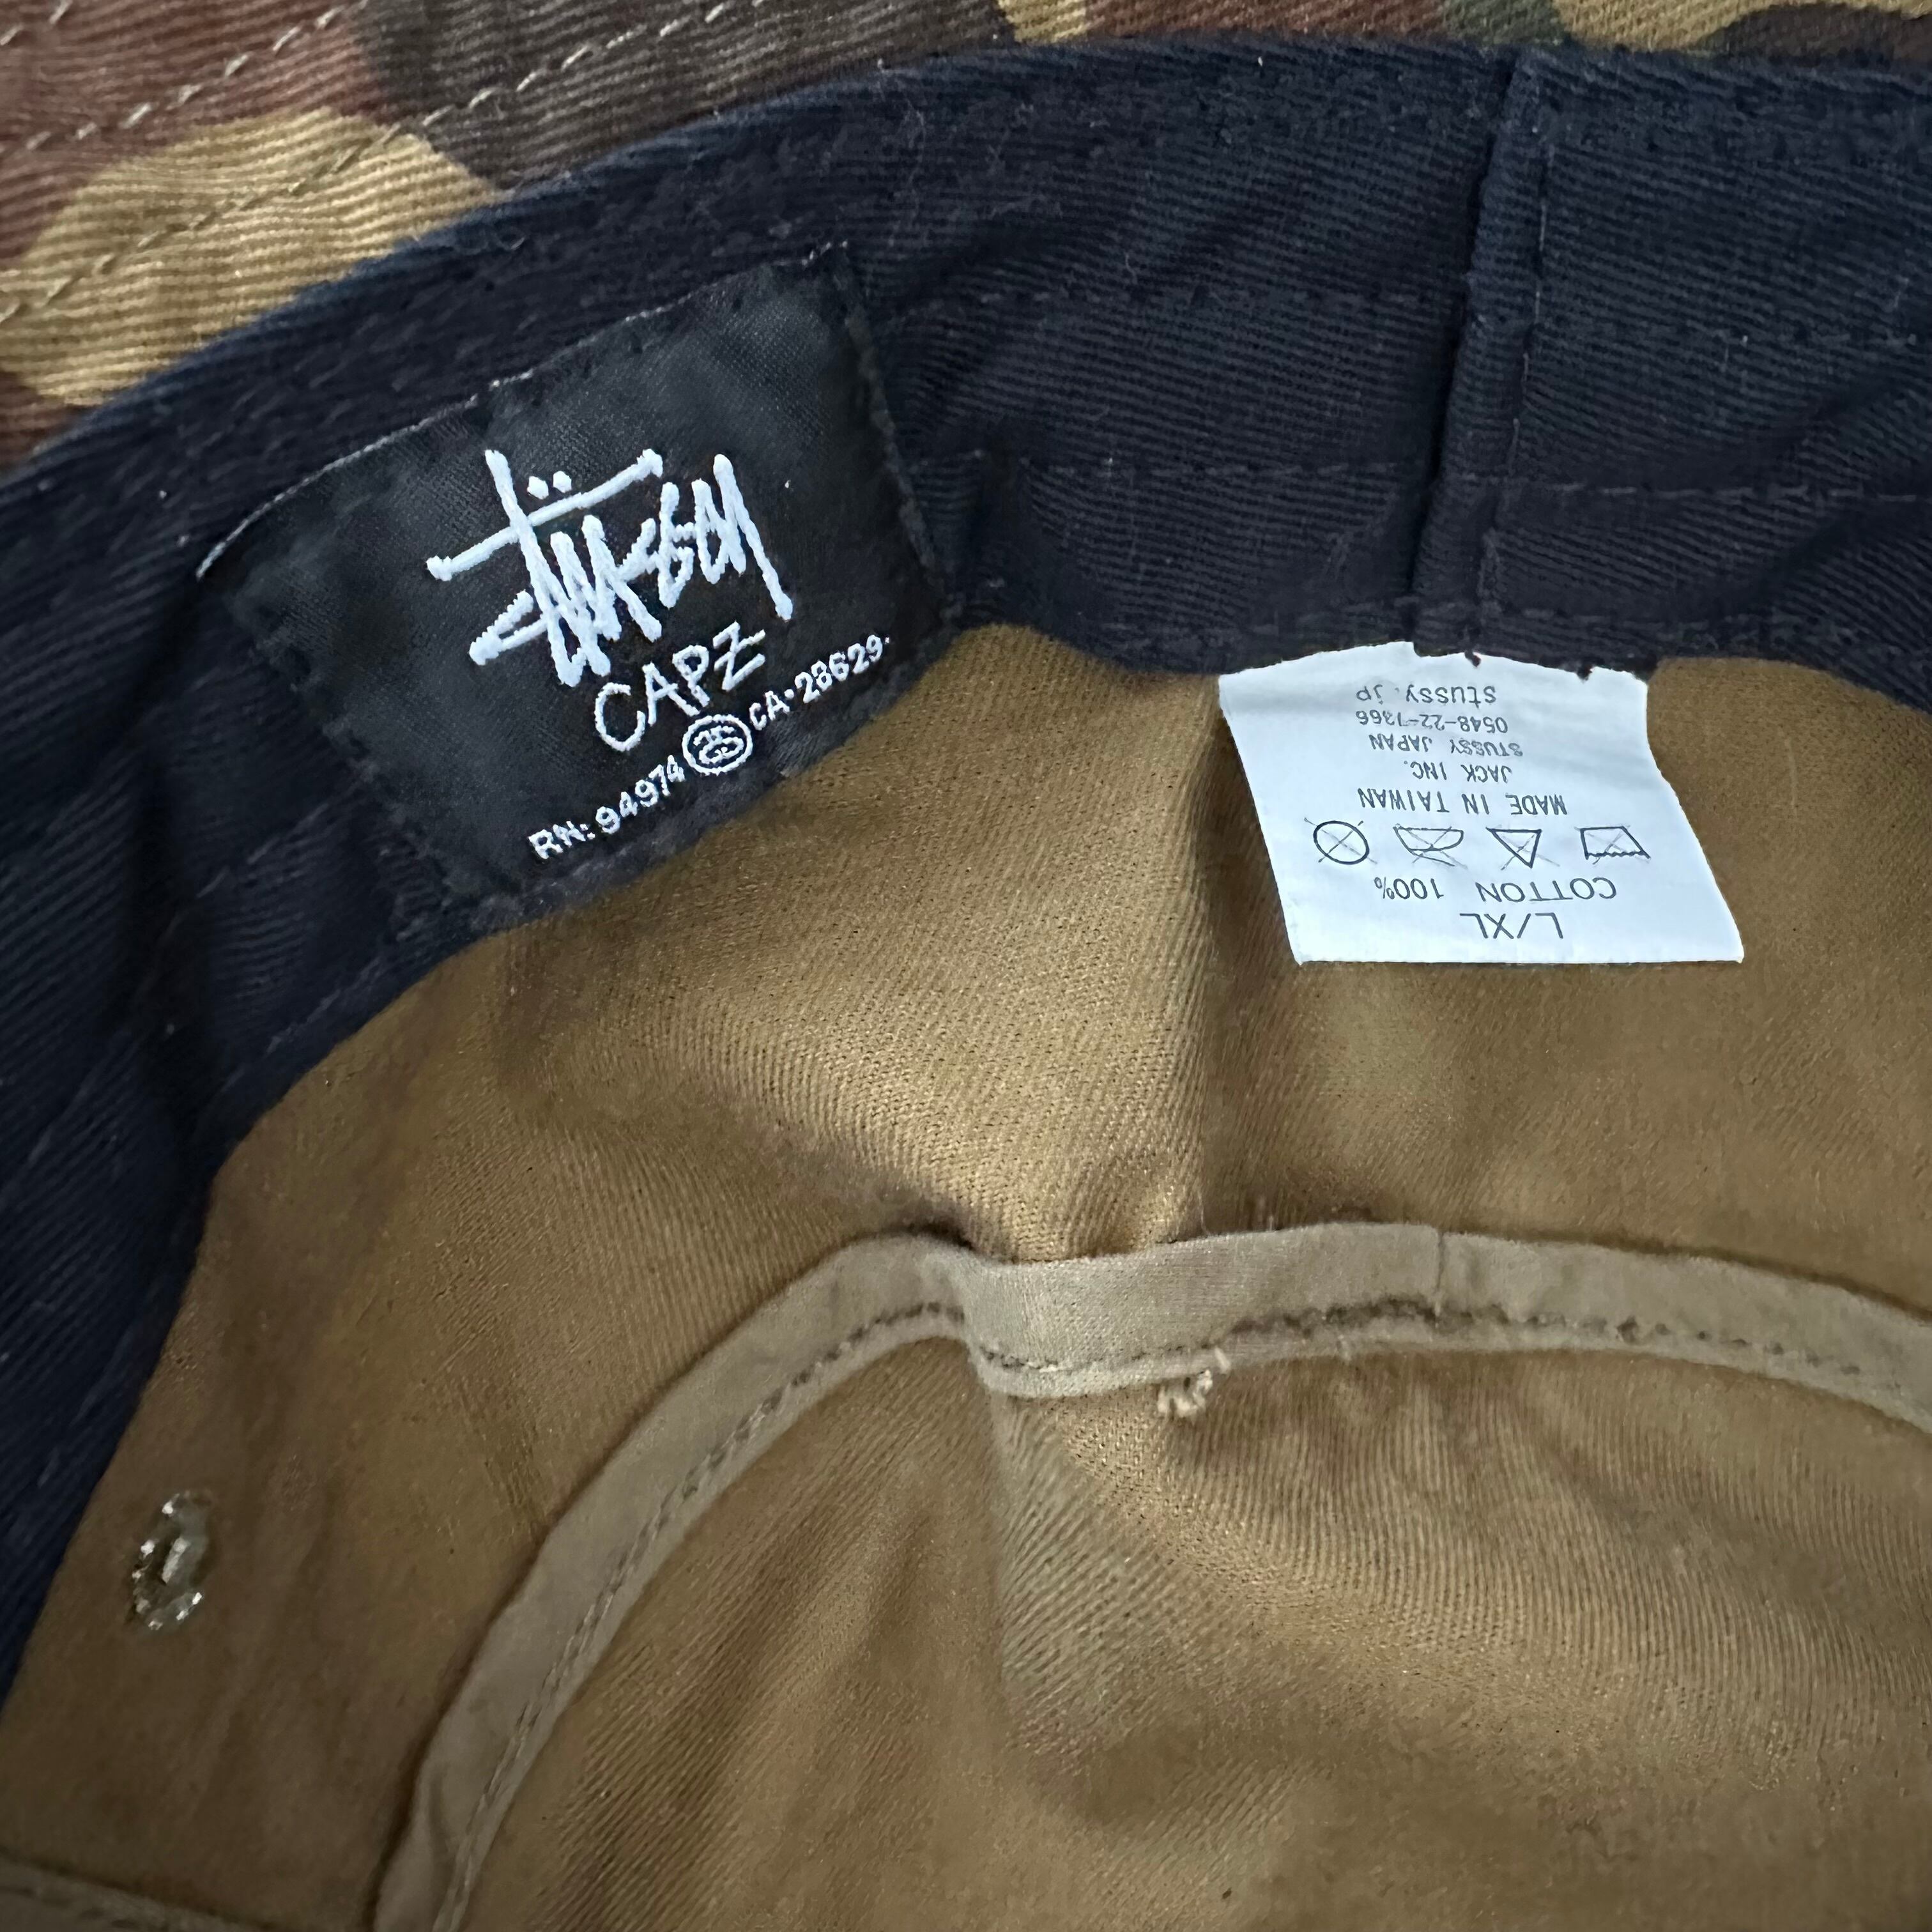 Stüssy
CAPZ
RN: 94974 SS CA·28629.
L/XL
COTTON 100%
MADE IN TAIWAN
JACK INC.
STUSSY JAPAN
0548-22-7366
stussy.jp